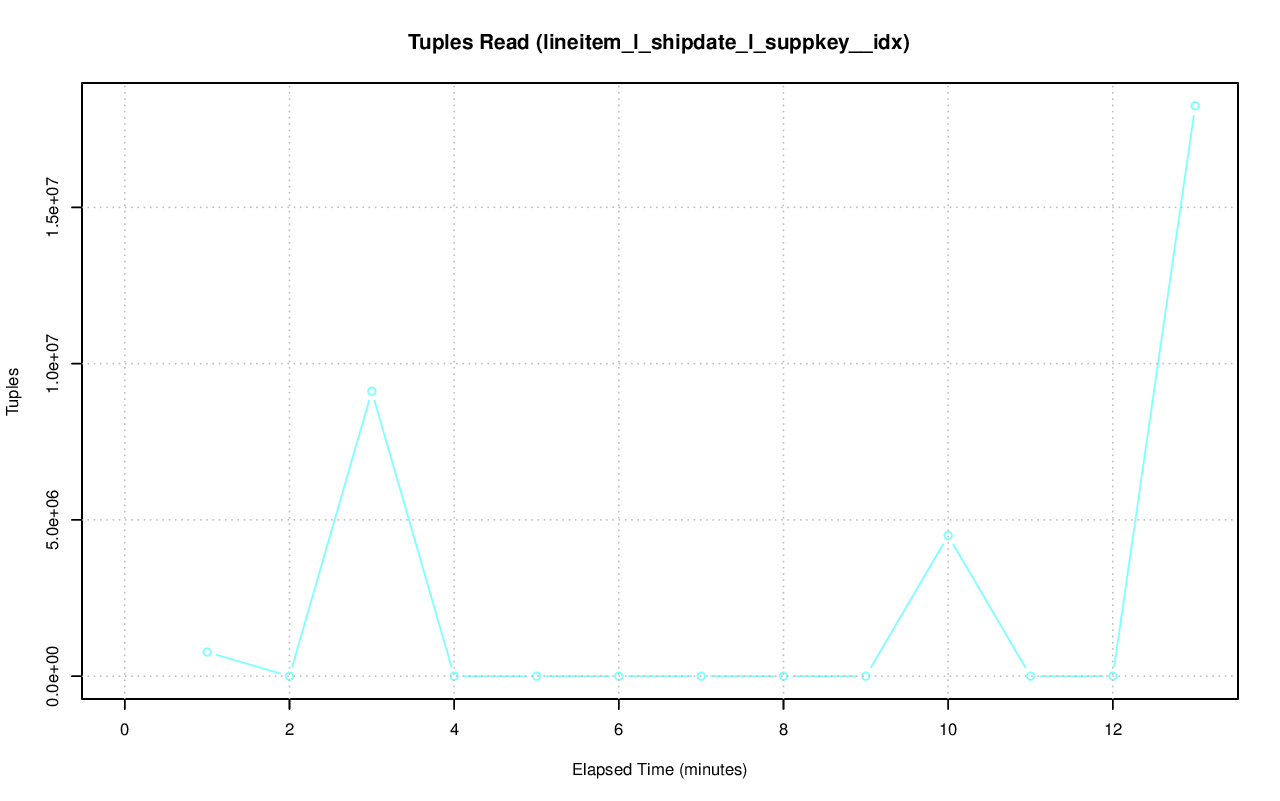 Tuples Read (lineitem_l_shipdate_l_suppkey__idx)
Tuples
1.5e+07
1.0e+07
5.0e+06
0.0e+00
0 2 4 6 8 10 12
Elapsed Time (minutes)